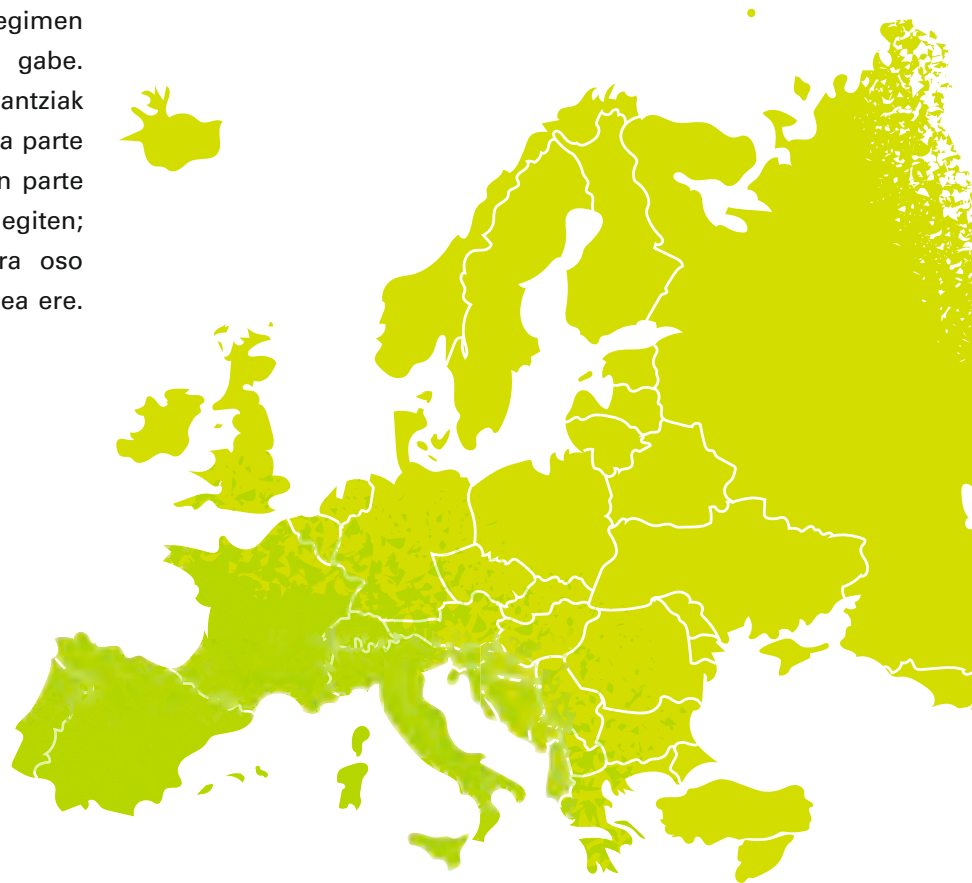 egimen
gabe.
antziak
a parte
n parte
egiten;
ra oso
ea ere.